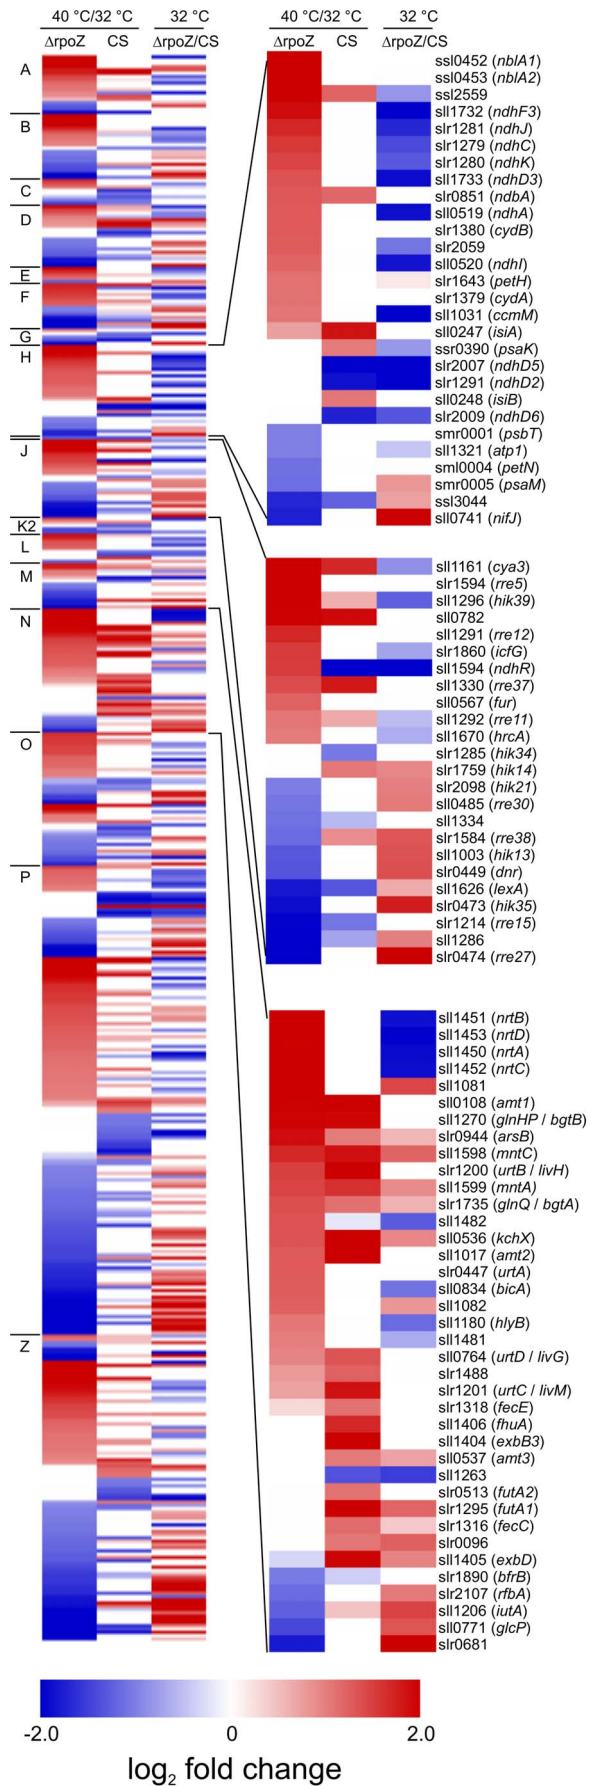 40 °C/32 °C 32 °C 40 °C/32 °C 32 °C
ΔrpoZ CS ΔrpoZ/CS ΔrpoZ CS ΔrpoZ/CS
A
B
C
D
E
F
G
H
J
K2
L
M
N
O
P
Z
ssl0452 (nblA1)
ssl0453 (nblA2)
ssl2559
sll1732 (ndhF3)
slr1281 (ndhJ)
slr1279 (ndhC)
slr1280 (ndhK)
sll1733 (ndhD3)
slr0851 (ndbA)
sll0519 (ndhA)
slr1380 (cydB)
slr2059
sll0520 (ndhI)
slr1643 (petH)
slr1379 (cydA)
sll1031 (ccmM)
sll0247 (isiA)
ssr0390 (psaK)
slr2007 (ndhD5)
slr1291 (ndhD2)
sll0248 (isiB)
slr2009 (ndhD6)
smr0001 (psbT)
sll1321 (atp1)
sml0004 (petN)
smr0005 (psaM)
ssl3044
sll0741 (nifJ)
sll1161 (cya3)
slr1594 (rre5)
sll1296 (hik39)
sll0782
sll1291 (rre12)
slr1860 (icfG)
sll1594 (ndhR)
sll1330 (rre37)
sll0567 (fur)
sll1292 (rre11)
sll1670 (hrcA)
slr1285 (hik34)
slr1759 (hik14)
slr2098 (hik21)
sll0485 (rre30)
sll1334
slr1584 (rre38)
sll1003 (hik13)
slr0449 (dnr)
sll1626 (lexA)
slr0473 (hik35)
slr1214 (rre15)
sll1286
slr0474 (rre27)
sll1451 (nrtB)
sll1453 (nrtD)
sll1450 (nrtA)
sll1452 (nrtC)
sll1081
sll0108 (amt1)
sll1270 (glnHP / bgtB)
slr0944 (arsB)
sll1598 (mntC)
slr1200 (urtB / livH)
sll1599 (mntA)
slr1735 (glnQ / bgtA)
sll1482
sll0536 (kchX)
sll1017 (amt2)
slr0447 (urtA)
sll0834 (bicA)
sll1082
sll1180 (hlyB)
sll1481
sll0764 (urtD / livG)
slr1488
slr1201 (urtC / livM)
slr1318 (fecE)
sll1406 (fhuA)
sll1404 (exbB3)
sll0537 (amt3)
sll1263
slr0513 (futA2)
slr1295 (futA1)
slr1316 (fecC)
slr0096
sll1405 (exbD)
slr1890 (bfrB)
slr2107 (rfbA)
sll1206 (iutA)
sll0771 (glcP)
slr0681
-2.0 0 2.0
log2 fold change